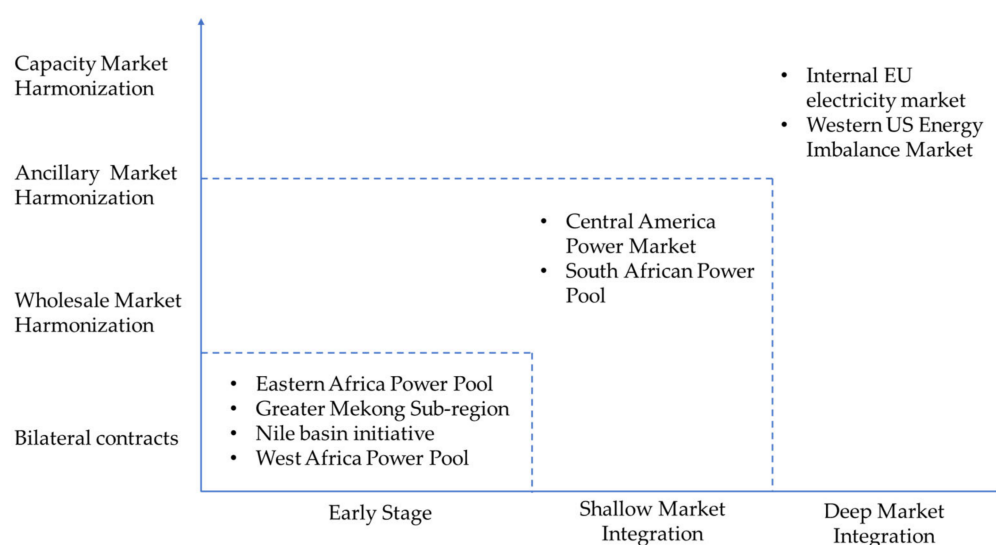 Capacity Market
Harmonization
• Internal EU
electricity market
• Western US Energy
Imbalance Market
Ancillary Market
Harmonization
• Central America
Power Market
• South African Power
Pool
Wholesale Market
Harmonization
• Eastern Africa Power Pool
• Greater Mekong Sub-region
• Nile basin initiative
• West Africa Power Pool
Bilateral contracts
Early Stage
Shallow Market
Integration
Deep Market
Integration